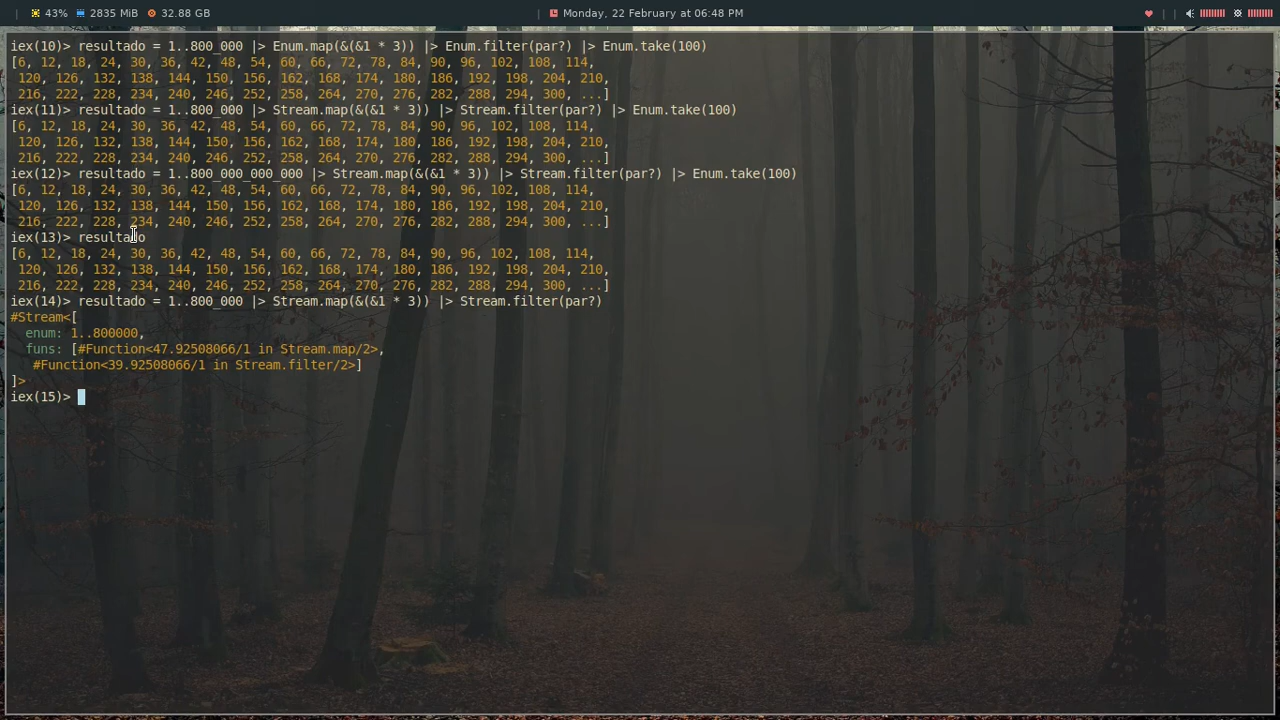 43% 2835 MiB 32.88 GB Monday, 22 February at 06:48 PM
iex(10)> resultado = 1..800_000 |> Enum.map(&(&1 * 3)) |> Enum.filter(par?) |> Enum.take(100)
[6, 12, 18, 24, 30, 36, 42, 48, 54, 60, 66, 72, 78, 84, 90, 96, 102, 108, 114,
120, 126, 132, 138, 144, 150, 156, 162, 168, 174, 180, 186, 192, 198, 204, 210,
216, 222, 228, 234, 240, 246, 252, 258, 264, 270, 276, 282, 288, 294, 300, ...]
iex(11)> resultado = 1..800_000 |> Stream.map(&(&1 * 3)) |> Stream.filter(par?) |> Enum.take(100)
[6, 12, 18, 24, 30, 36, 42, 48, 54, 60, 66, 72, 78, 84, 90, 96, 102, 108, 114,
120, 126, 132, 138, 144, 150, 156, 162, 168, 174, 180, 186, 192, 198, 204, 210,
216, 222, 228, 234, 240, 246, 252, 258, 264, 270, 276, 282, 288, 294, 300, ...]
iex(12)> resultado = 1..800_000_000_000 |> Stream.map(&(&1 * 3)) |> Stream.filter(par?) |> Enum.take(100)
[6, 12, 18, 24, 30, 36, 42, 48, 54, 60, 66, 72, 78, 84, 90, 96, 102, 108, 114,
120, 126, 132, 138, 144, 150, 156, 162, 168, 174, 180, 186, 192, 198, 204, 210,
216, 222, 228, 234, 240, 246, 252, 258, 264, 270, 276, 282, 288, 294, 300, ...]
iex(13)> resultado
[6, 12, 18, 24, 30, 36, 42, 48, 54, 60, 66, 72, 78, 84, 90, 96, 102, 108, 114,
120, 126, 132, 138, 144, 150, 156, 162, 168, 174, 180, 186, 192, 198, 204, 210,
216, 222, 228, 234, 240, 246, 252, 258, 264, 270, 276, 282, 288, 294, 300, ...]
iex(14)> resultado = 1..800_000 |> Stream.map(&(&1 * 3)) |> Stream.filter(par?)
#Stream<[
enum: 1..800000,
funs: [#Function<47.92508066/1 in Stream.map/2>,
#Function<39.92508066/1 in Stream.filter/2>]
]>
iex(15)>